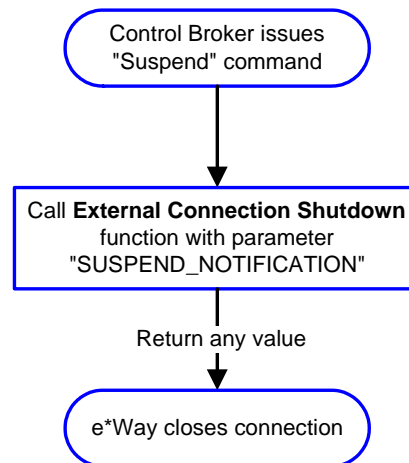 Control Broker issues
"Suspend" command
Call External Connection Shutdown
function with parameter
"SUSPEND_NOTIFICATION"
Return any value
e*Way closes connection